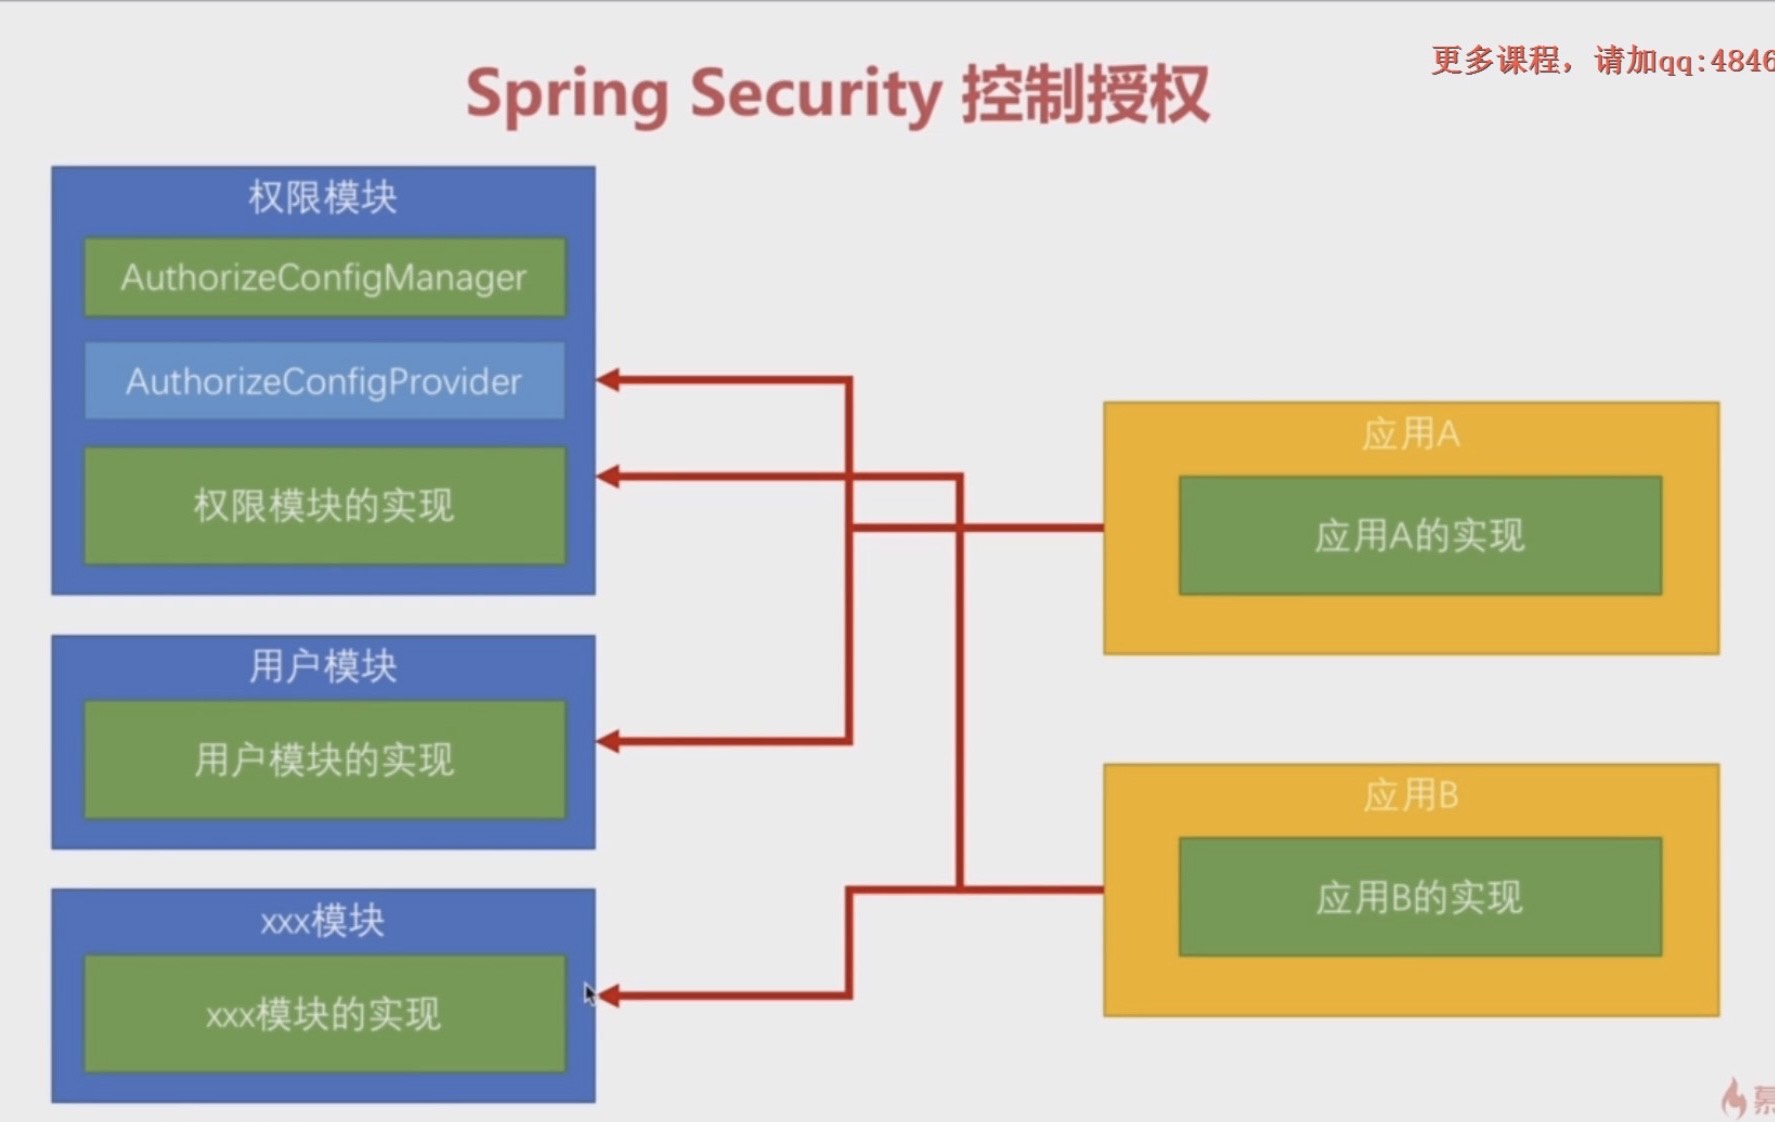 更多课程，请加qq:4846
Spring Security 控制授权
权限模块
AuthorizeConfigManager
AuthorizeConfigProvider
权限模块的实现
用户模块
用户模块的实现
xxx模块
xxx模块的实现
应用A
应用A的实现
应用B
应用B的实现
慕